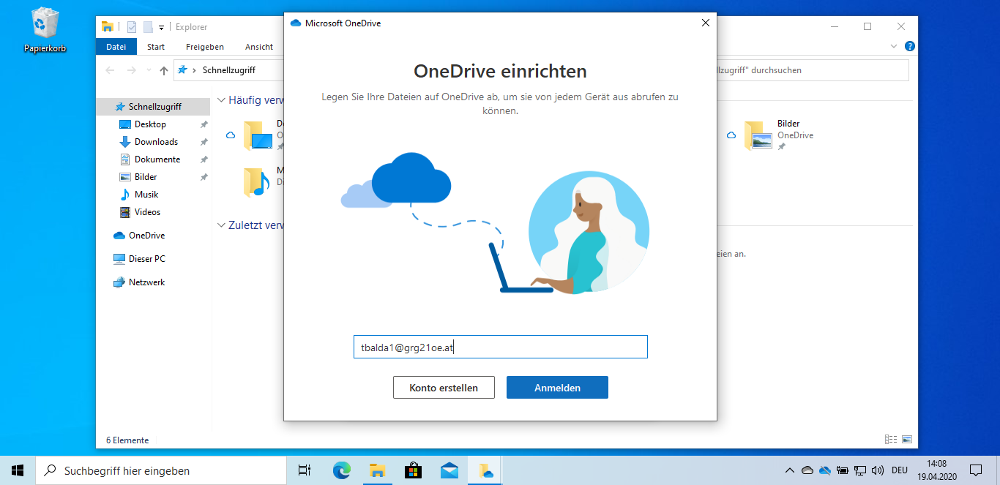 Papierkorb
Explorer
Datei
Start
Freigeben
Ansicht
Schnellzugriff
llzugriff" durchsuchen
Schnellzugriff
Desktop
Downloads
Dokumente
Bilder
Musik
Videos
OneDrive
Dieser PC
Netzwerk
Häufig verw
Bilder
OneDrive
Zuletzt verw
eien an.
6 Elemente
Microsoft OneDrive
OneDrive einrichten
Legen Sie Ihre Dateien auf OneDrive ab, um sie von jedem Gerät aus abrufen zu
können.
tbalda1@grg21oe.at
Konto erstellen
Anmelden
Suchbegriff hier eingeben
DEU
14:08
19.04.2020